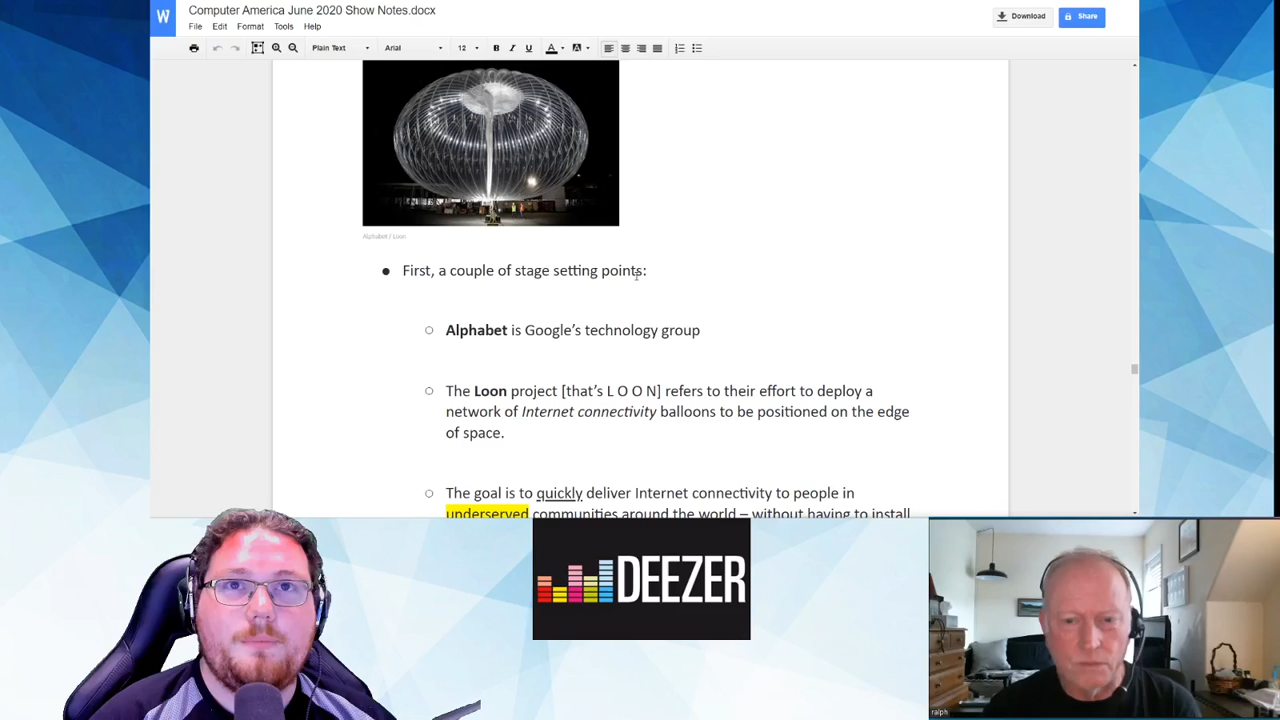 W
Computer America June 2020 Show Notes.docx
File Edit Format Tools Help
Download
Share
Plain Text
Arial
12
B I U A A
Alphabet / Loon
● First, a couple of stage setting points:
○ Alphabet is Google's technology group
○ The Loon project [that's L O O N] refers to their effort to deploy a
network of Internet connectivity balloons to be positioned on the edge
of space.
○ The goal is to quickly deliver Internet connectivity to people in
underserved communities around the world – without having to install
DEEZER
ralph